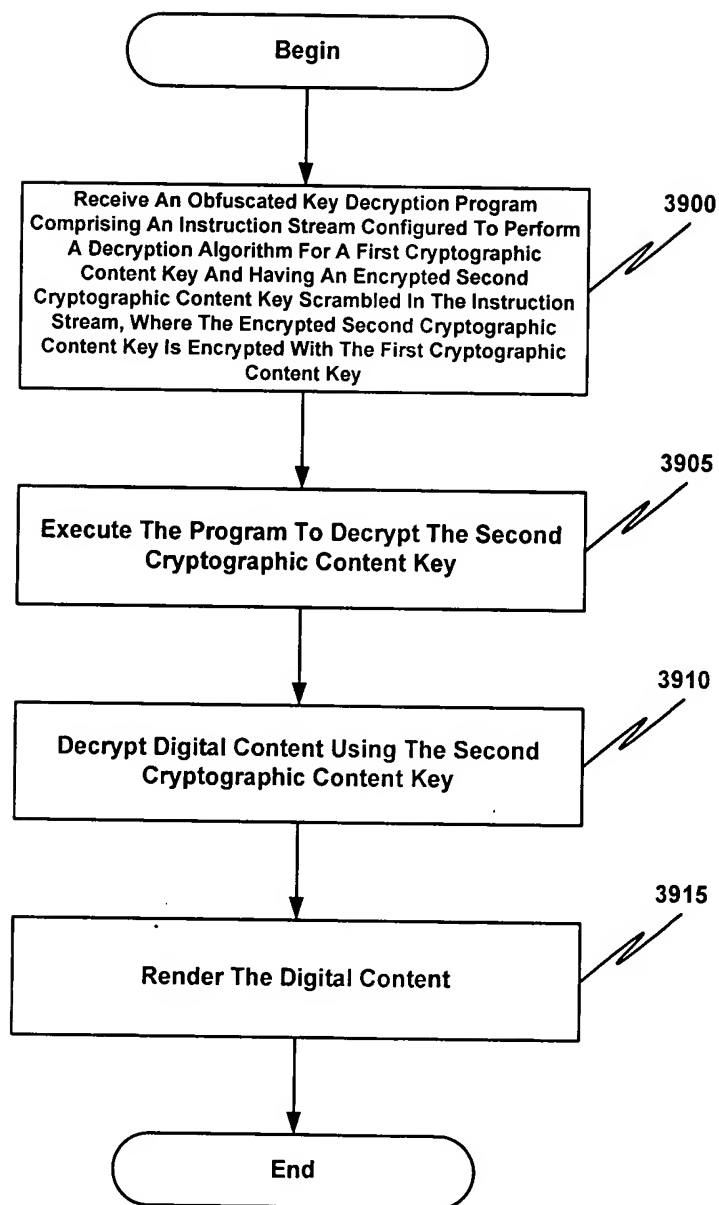 Begin
Receive An Obfuscated Key Decryption Program
Comprising An Instruction Stream Configured To Perform
A Decryption Algorithm For A First Cryptographic
Content Key And Having An Encrypted Second
Cryptographic Content Key Scrambled In The Instruction
Stream, Where The Encrypted Second Cryptographic
Content Key Is Encrypted With The First Cryptographic
Content Key
3900
Execute The Program To Decrypt The Second
Cryptographic Content Key
3905
Decrypt Digital Content Using The Second
Cryptographic Content Key
3910
Render The Digital Content
3915
End